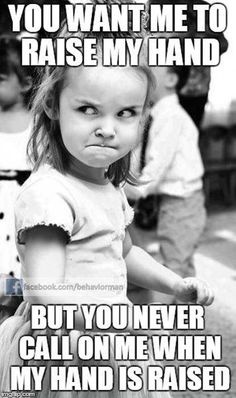 YOU WANT ME TO
RAISE MY HAND
facebook.com/behaviorman
BUT YOU NEVER
CALL ON ME WHEN
MY HAND IS RAISED
imgflip.com